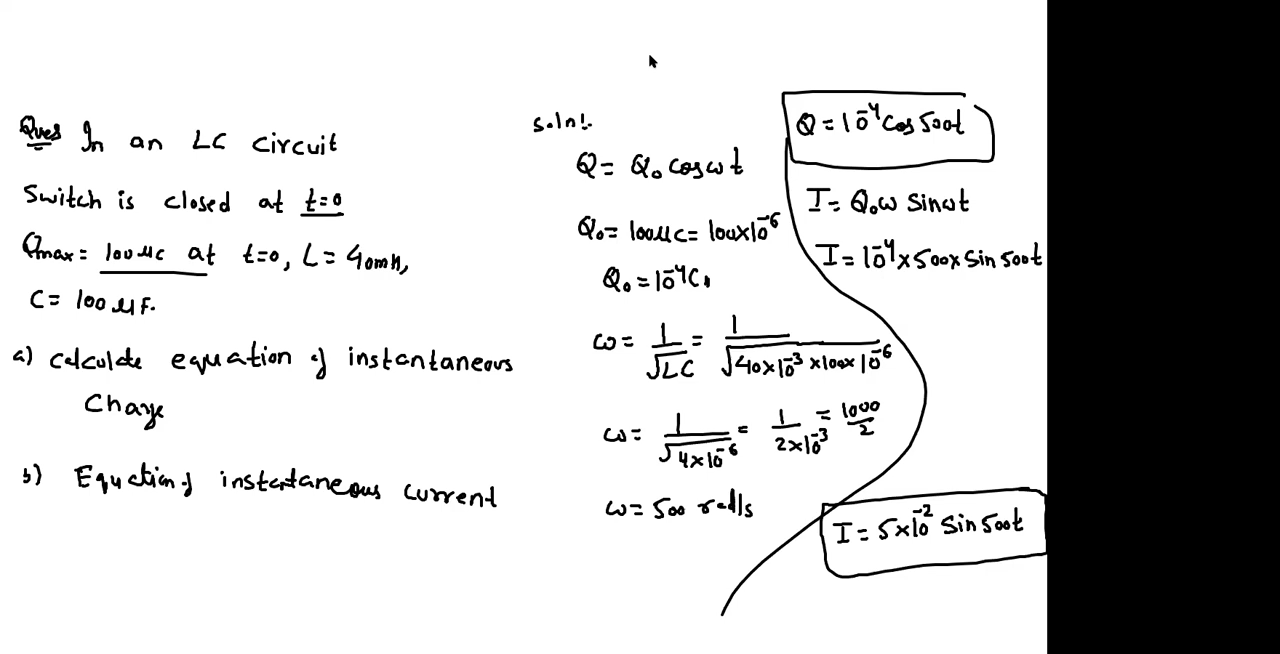 Ques In an LC circuit
Switch is closed at t=0
Qmax = 100 μC at t=0, L = 40mH,
C = 100 μF.
a) calculate equation of instantaneous
Charge
b) Equation of instantaneous current
Soln:
Q = Q₀ cosωt
Q₀ = 100μC = 100×10⁻⁶
Q₀ = 10⁻⁴C.
ω = 1/√LC = 1/√40×10⁻³×100×10⁻⁶
ω = 1/√4×10⁻⁶ = 1/2×10⁻³ = 1000/2
ω = 500 rad/s
Q = 10⁻⁴ cos 500t
I = Q₀ω sinωt
I = 10⁻⁴×500× sin 500t
I = 5×10⁻² Sin 500t